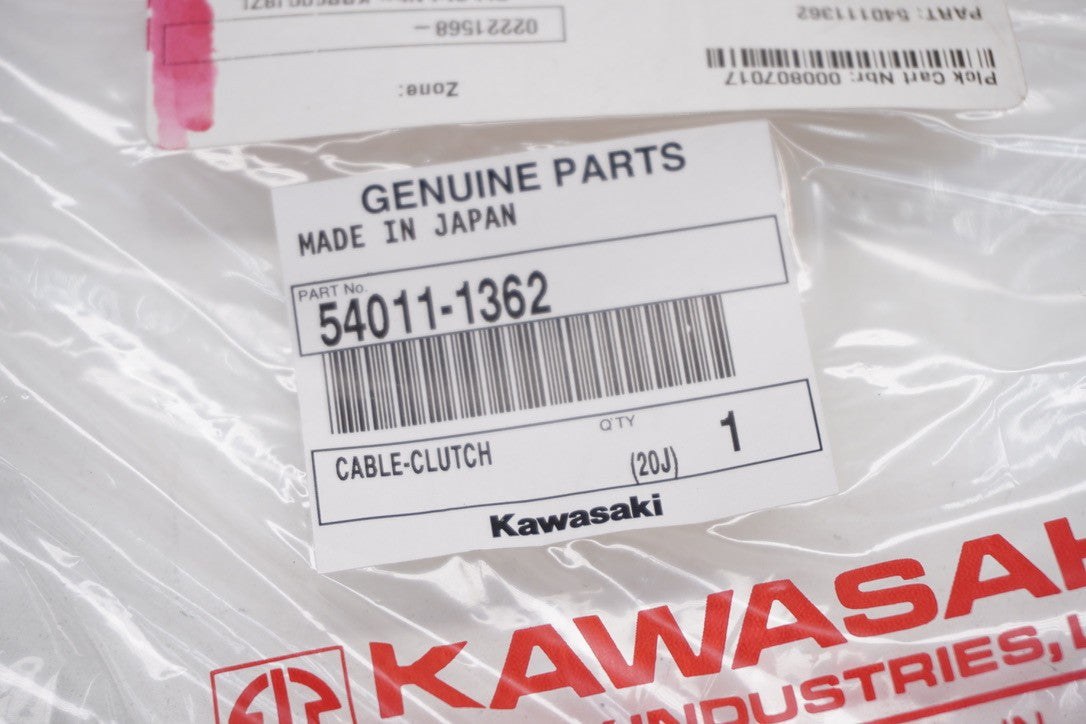 Pick Cart Nbr: 000807017
PART: 540111362
Zone:
02221568 –
GENUINE PARTS
MADE IN JAPAN
PART No.
54011-1362
CABLE-CLUTCH
Q'TY
(20J)
1
Kawasaki
KAWASAK
INDUSTRIES, L